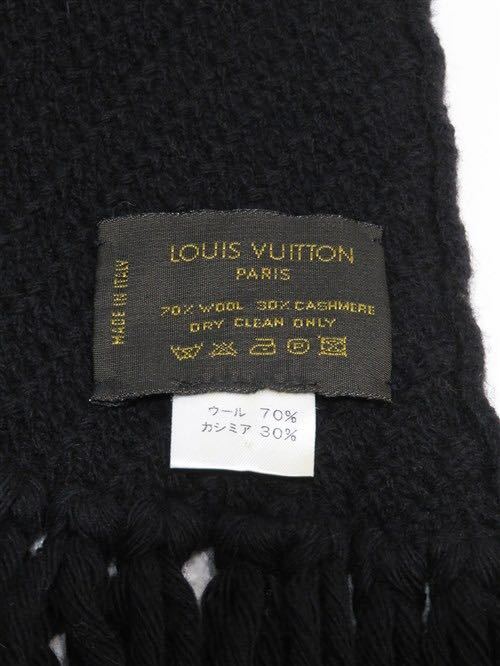 LOUIS VUITTON
PARIS
MADE IN ITALY
70% WOOL 30% CASHMERE
DRY CLEAN ONLY
ウール 70%
カシミア 30%